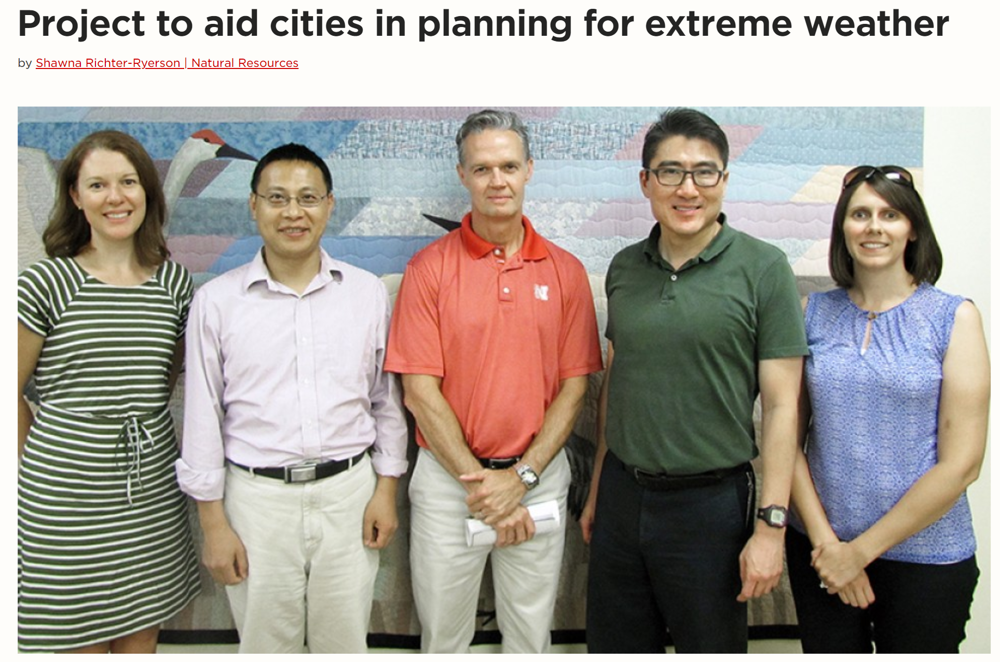 Project to aid cities in planning for extreme weather
by Shawna Richter-Ryerson | Natural Resources
N